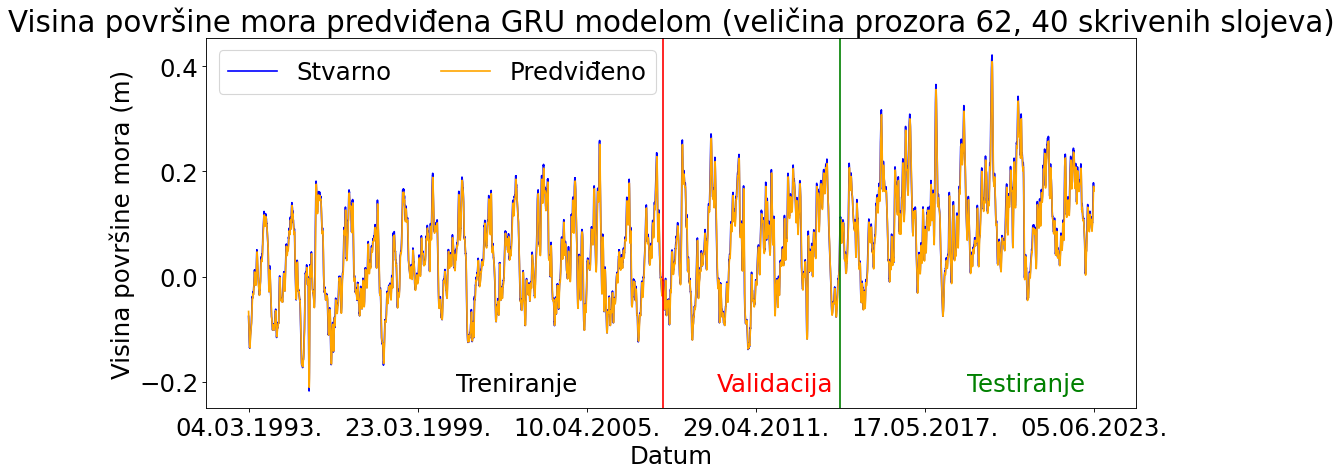 Visina površine mora predviđena GRU modelom (veličina prozora 62, 40 skrivenih slojeva)
Stvarno Predviđeno
Visina površine mora (m)
0.4
0.2
0.0
−0.2
Treniranje Validacija Testiranje
04.03.1993. 23.03.1999. 10.04.2005. 29.04.2011. 17.05.2017. 05.06.2023.
Datum